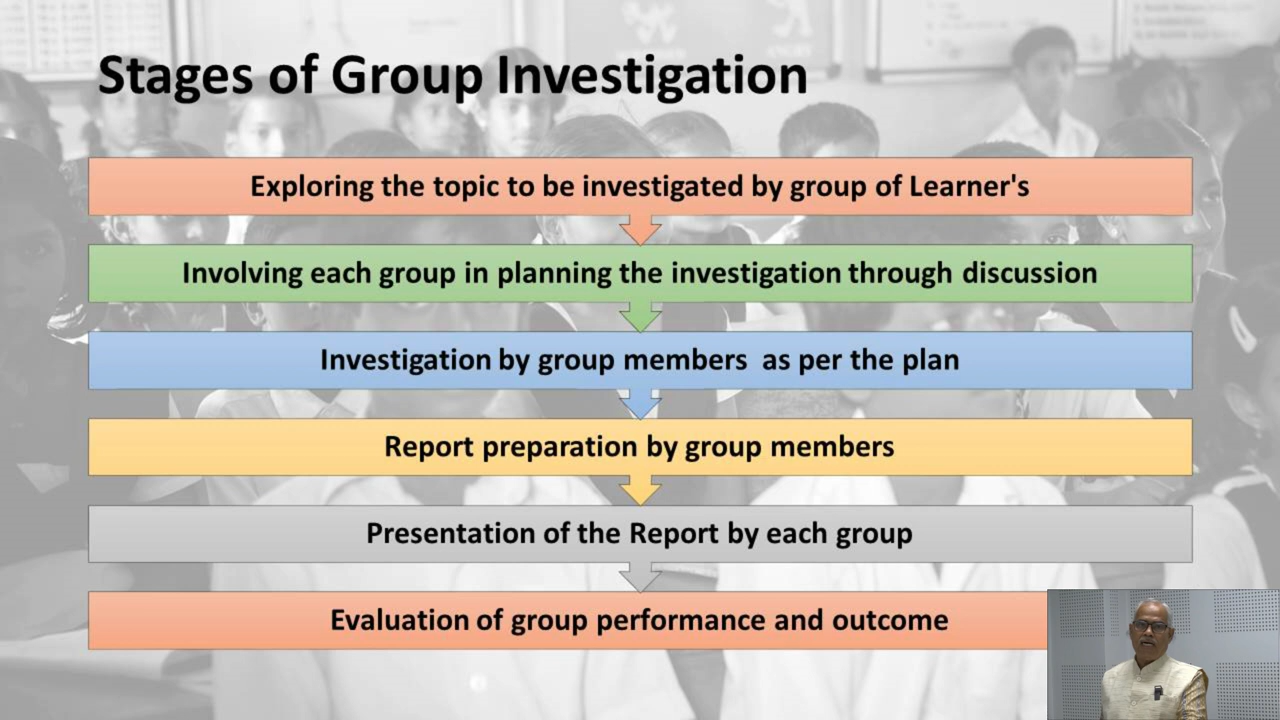 Stages of Group Investigation
Exploring the topic to be investigated by group of Learner's
Involving each group in planning the investigation through discussion
Investigation by group members  as per the plan
Report preparation by group members
Presentation of the Report by each group
Evaluation of group performance and outcome